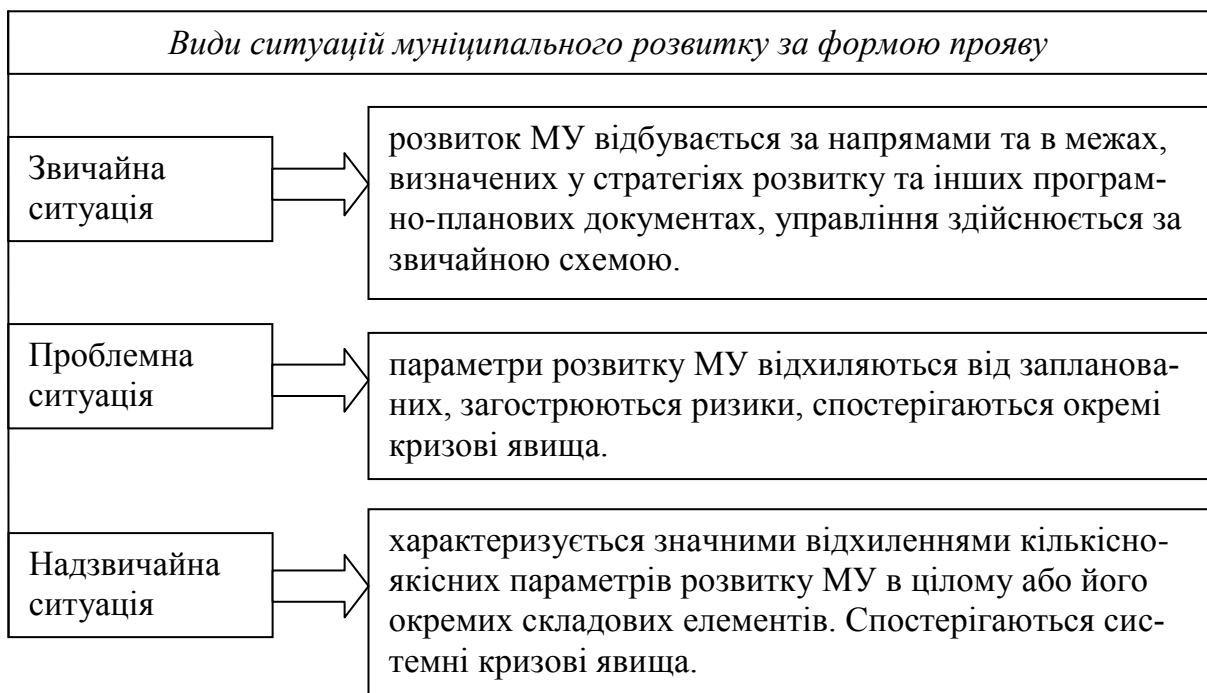 Види ситуацій муніципального розвитку за формою прояву
Звичайна
ситуація
розвиток МУ відбувається за напрямами та в межах,
визначених у стратегіях розвитку та інших програм-
но-планових документах, управління здійснюється за
звичайною схемою.
Проблемна
ситуація
параметри розвитку МУ відхиляються від запланова-
них, загострюються ризики, спостерігаються окремі
кризові явища.
Надзвичайна
ситуація
характеризується значними відхиленнями кількісно-
якісних параметрів розвитку МУ в цілому або його
окремих складових елементів. Спостерігаються сис-
темні кризові явища.